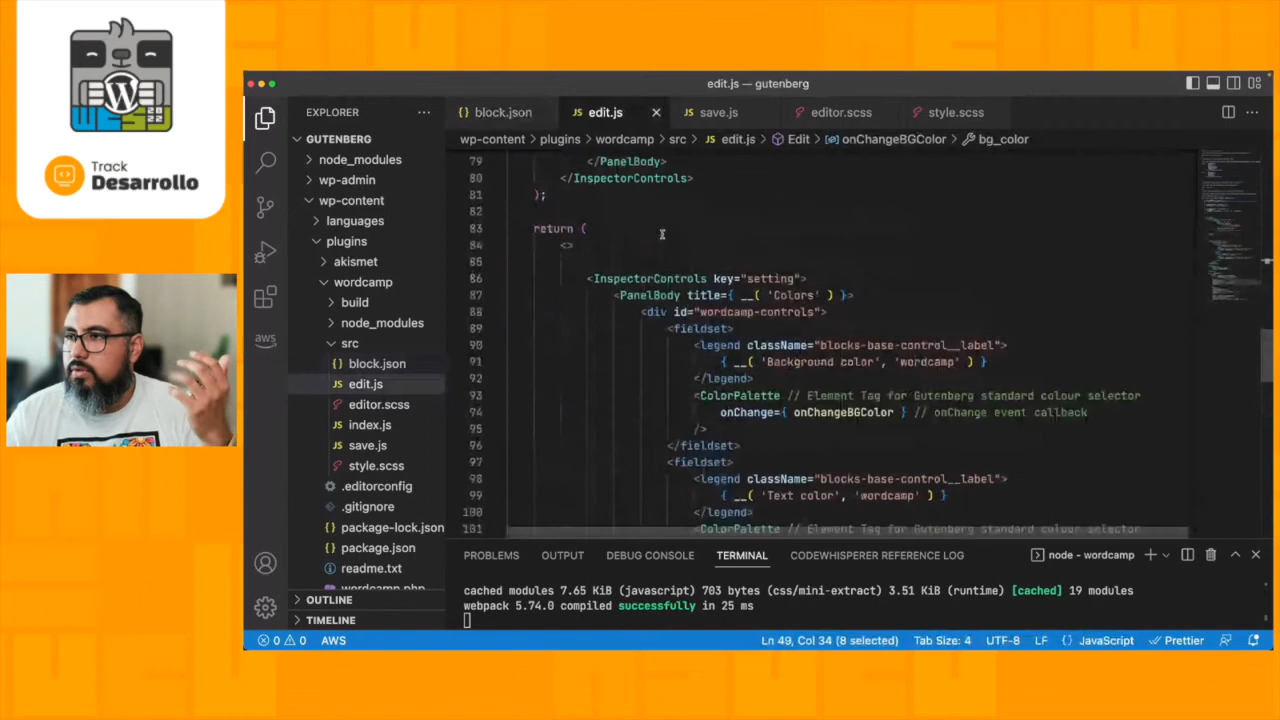 WCES
2022
Track
Desarrollo
edit.js — gutenberg
EXPLORER
GUTENBERG
node_modules
wp-admin
wp-content
languages
plugins
akismet
wordcamp
build
node_modules
src
{} block.json
JS edit.js
editor.scss
JS index.js
JS save.js
style.scss
.editorconfig
.gitignore
{} package-lock.json
{} package.json
readme.txt
wordcamp.php
OUTLINE
TIMELINE
aws
{} block.json
JS edit.js
JS save.js
editor.scss
style.scss
wp-content > plugins > wordcamp > src > JS edit.js > Edit > onChangeBGColor > bg_color
79 </PanelBody>
80 </InspectorControls>
81 );
82
83 return (
84 <>
85
86 <InspectorControls key="setting">
87 <PanelBody title={ __( 'Colors' ) }>
88 <div id="wordcamp-controls">
89 <fieldset>
90 <legend className="blocks-base-control__label">
91 { __( 'Background color', 'wordcamp' ) }
92 </legend>
93 <ColorPalette // Element Tag for Gutenberg standard colour selector
94 onChange={ onChangeBGColor } // onChange event callback
95 />
96 </fieldset>
97 <fieldset>
98 <legend className="blocks-base-control__label">
99 { __( 'Text color', 'wordcamp' ) }
100 </legend>
101 <ColorPalette // Element Tag for Gutenberg standard colour selector
PROBLEMS OUTPUT DEBUG CONSOLE TERMINAL CODEWHISPERER REFERENCE LOG
node - wordcamp
cached modules 7.65 KiB (javascript) 703 bytes (css/mini-extract) 3.51 KiB (runtime) [cached] 19 modules
webpack 5.74.0 compiled successfully in 25 ms
0 0 AWS Ln 49, Col 34 (8 selected) Tab Size: 4 UTF-8 LF {} JavaScript Prettier